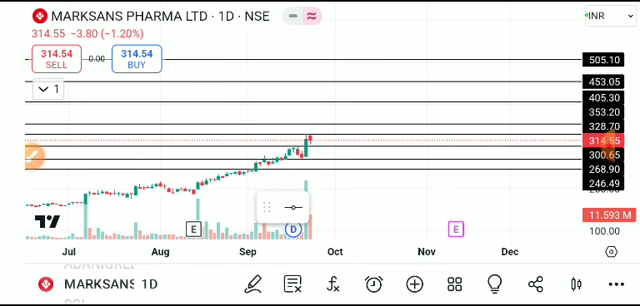 MARKSANS PHARMA LTD · 1D · NSE
INR
314.55 −3.80 (−1.20%)
314.54
SELL
0.00
314.54
BUY
1
505.10
453.05
405.30
353.20
328.70
314.55
300.65
268.90
246.49
11.593 M
100.00
E
D
E
Jul
Aug
Sep
Oct
Nov
Dec
MARKSANS 1D